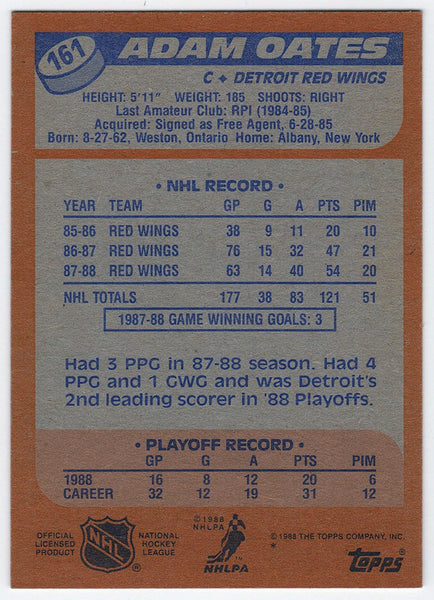 161
ADAM OATES
C ♦ DETROIT RED WINGS
HEIGHT: 5'11" WEIGHT: 185 SHOOTS: RIGHT
Last Amateur Club: RPI (1984-85)
Acquired: Signed as Free Agent, 6-28-85
Born: 8-27-62, Weston, Ontario Home: Albany, New York
• NHL RECORD •
YEAR TEAM GP G A PTS PIM
85-86 RED WINGS 38 9 11 20 10
86-87 RED WINGS 76 15 32 47 21
87-88 RED WINGS 63 14 40 54 20
NHL TOTALS 177 38 83 121 51
1987-88 GAME WINNING GOALS: 3
Had 3 PPG in 87-88 season. Had 4
PPG and 1 GWG and was Detroit's
2nd leading scorer in '88 Playoffs.
• PLAYOFF RECORD •
GP G A PTS PIM
1988 16 8 12 20 6
CAREER 32 12 19 31 12
OFFICIAL
LICENSED
PRODUCT
NHL
NATIONAL
HOCKEY
LEAGUE
©1988
NHLPA
NHLPA
©1988 THE TOPPS COMPANY, INC.
*
topps®